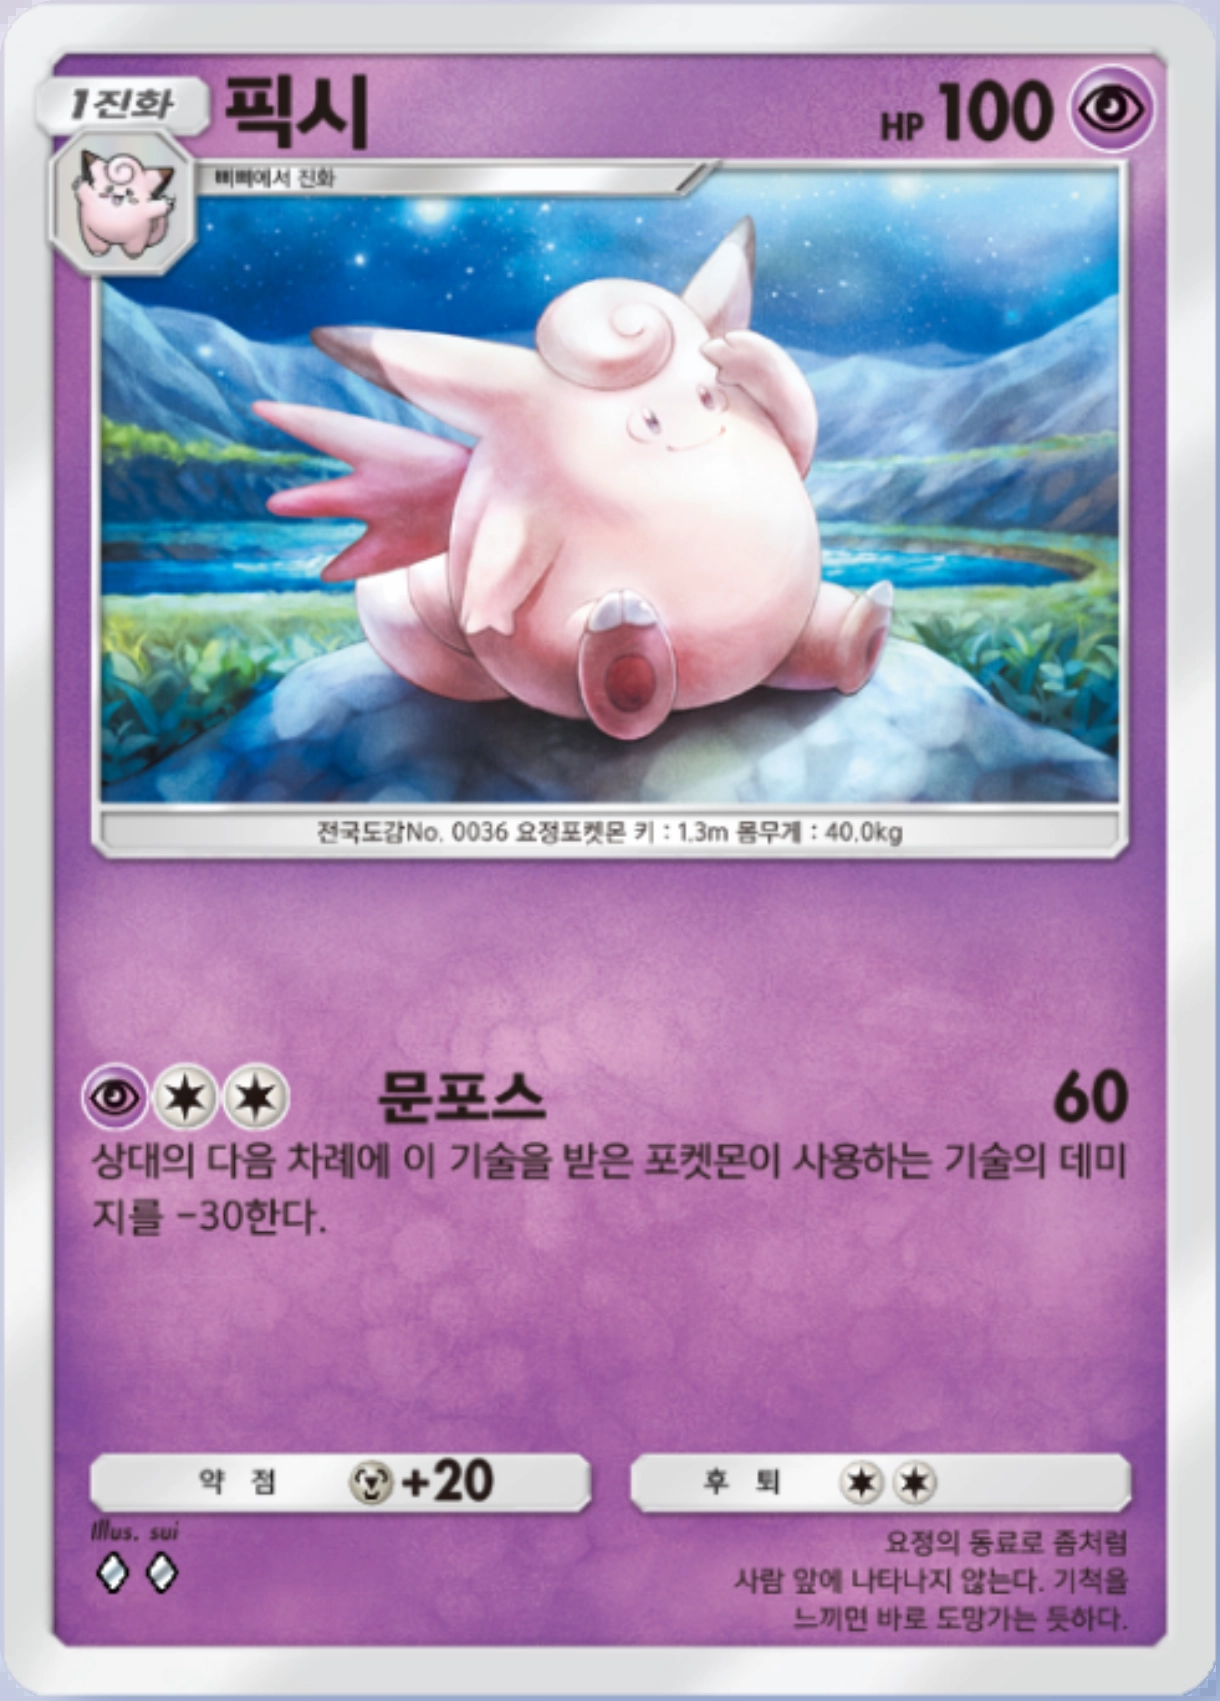 1진화
픽시
HP 100
삐삐에서 진화
전국도감No. 0036 요정포켓몬 키 : 1.3m 몸무게 : 40.0kg
문포스 60
상대의 다음 차례에 이 기술을 받은 포켓몬이 사용하는 기술의 데미
지를 -30한다.
약점 +20
후퇴
Illus. sui
요정의 동료로 좀처럼
사람 앞에 나타나지 않는다. 기척을
느끼면 바로 도망가는 듯하다.